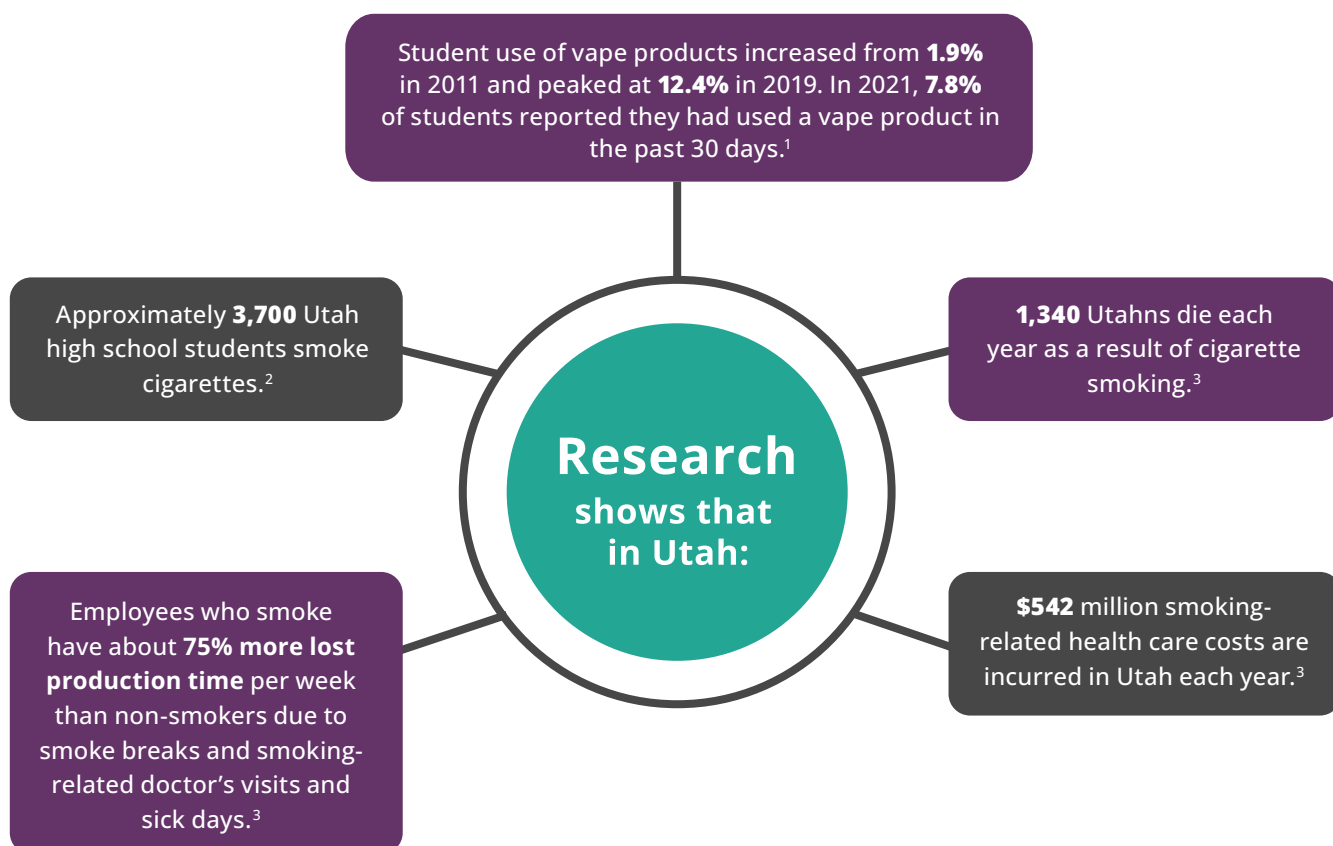 Student use of vape products increased from 1.9%
in 2011 and peaked at 12.4% in 2019. In 2021, 7.8%
of students reported they had used a vape product in
the past 30 days.¹
Approximately 3,700 Utah
high school students smoke
cigarettes.²
1,340 Utahns die each
year as a result of cigarette
smoking.³
Research
shows that
in Utah:
Employees who smoke
have about 75% more lost
production time per week
than non-smokers due to
smoke breaks and smoking-
related doctor’s visits and
sick days.³
$542 million smoking-
related health care costs are
incurred in Utah each year.³